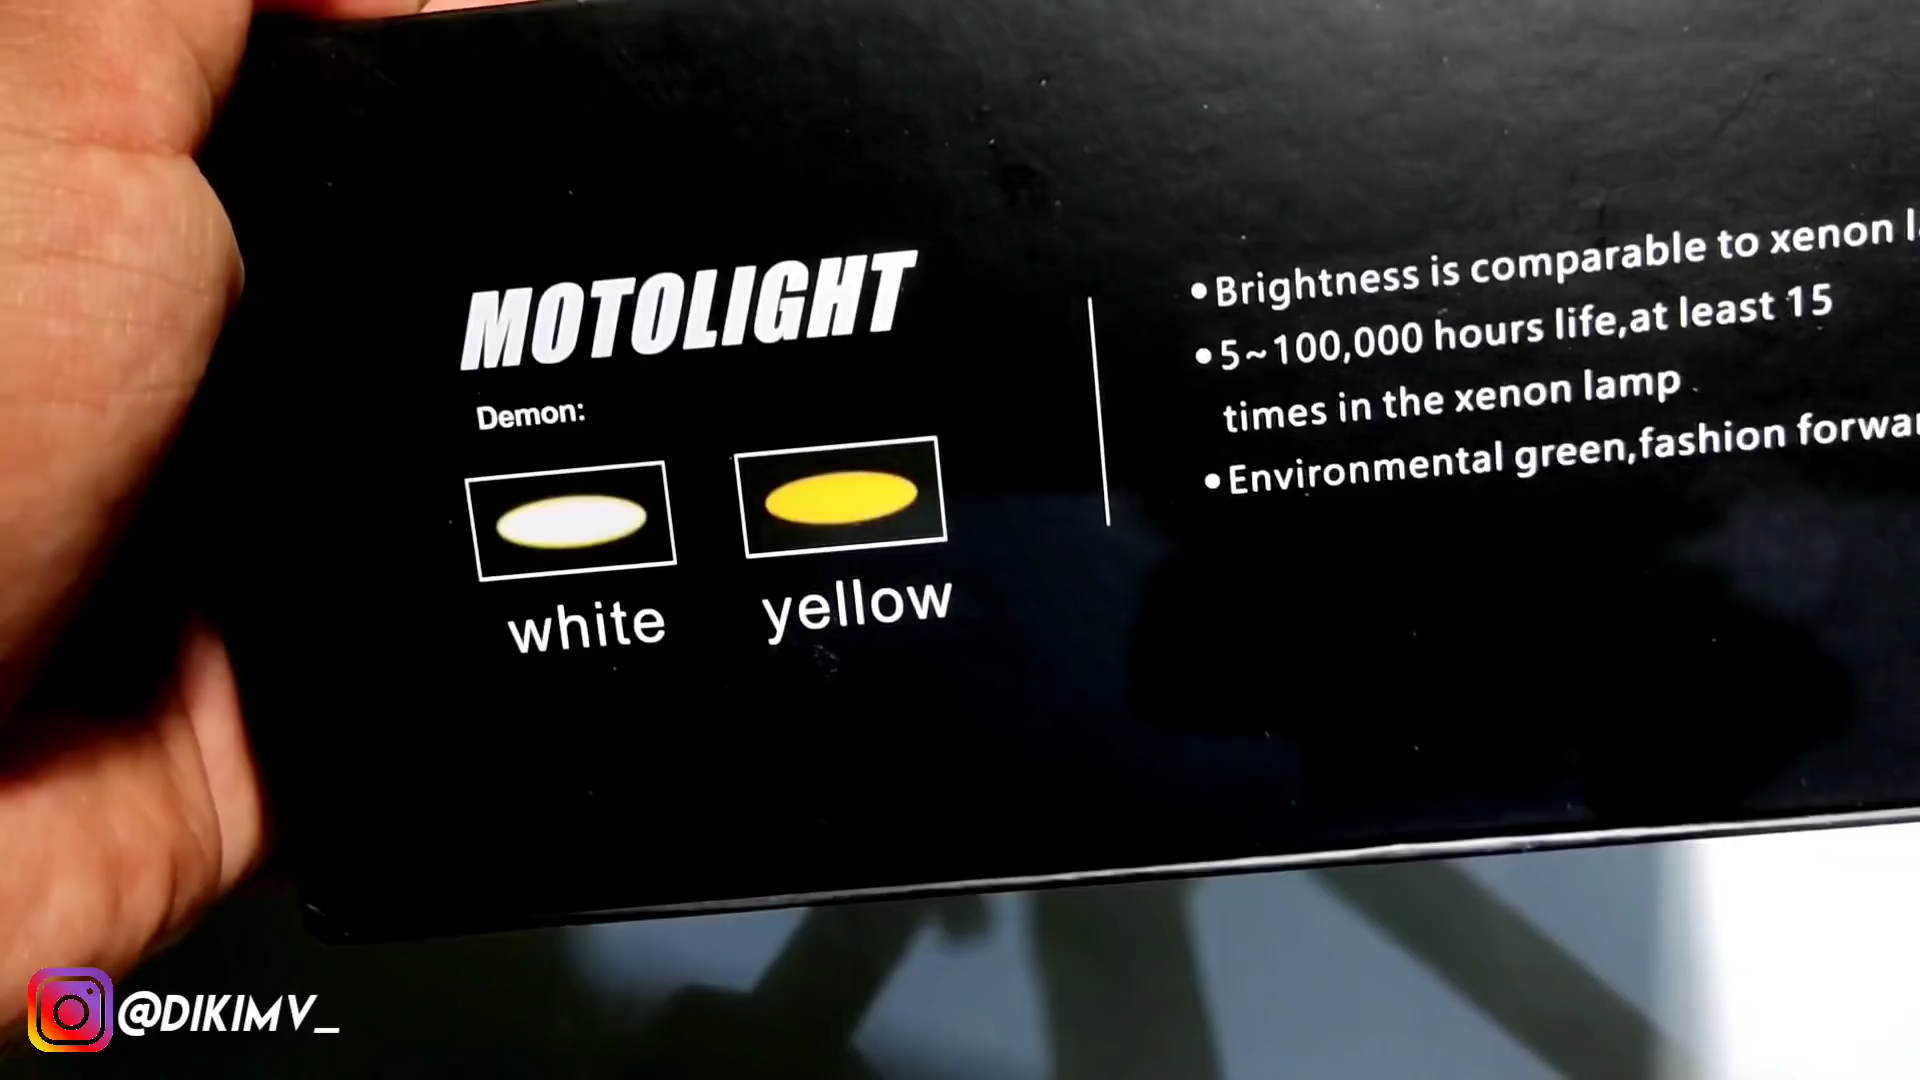 MOTOLIGHT
Demon:
white
yellow
•Brightness is comparable to xenon
•5~100,000 hours life,at least 15
times in the xenon lamp
•Environmental green,fashion
@DIKIMV_